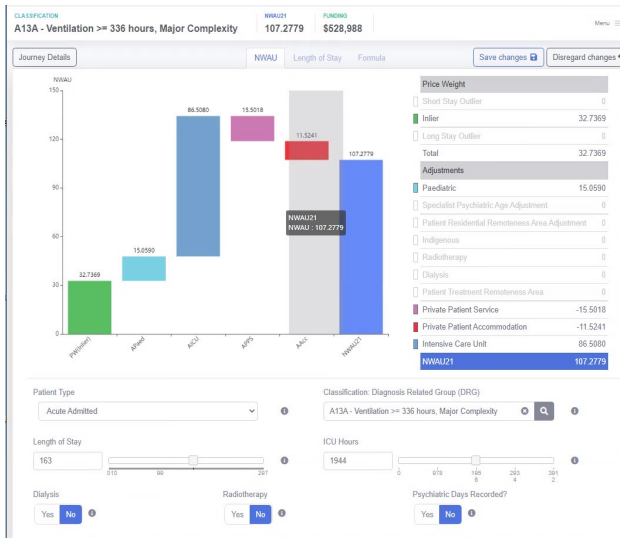 CLASSIFICATION NWAU21 FUNDING
A13A - Ventilation >= 336 hours, Major Complexity 107.2779 $528,988 Menu
Journey Details NWAU Length of Stay Formula Save changes Disregard changes
NWAU
150
120
90
60
30
0
32.7369
15.0590
86.5080
15.5018
11.5241
107.2779
NWAU21
NWAU : 107.2779
PW(Inlier) APaed AICU APPS AAcc NWAU21
Price Weight
Short Stay Outlier 0
Inlier 32.7369
Long Stay Outlier 0
Total 32.7369
Adjustments
Paediatric 15.0590
Specialist Psychiatric Age Adjustment 0
Patient Residential Remoteness Area Adjustment 0
Indigenous 0
Radiotherapy 0
Dialysis 0
Patient Treatment Remoteness Area 0
Private Patient Service -15.5018
Private Patient Accommodation -11.5241
Intensive Care Unit 86.5080
NWAU21 107.2779
Patient Type Classification: Diagnosis Related Group (DRG)
Acute Admitted A13A - Ventilation >= 336 hours, Major Complexity
Length of Stay ICU Hours
163 1944
Dialysis Radiotherapy Psychiatric Days Recorded?
Yes No Yes No Yes No